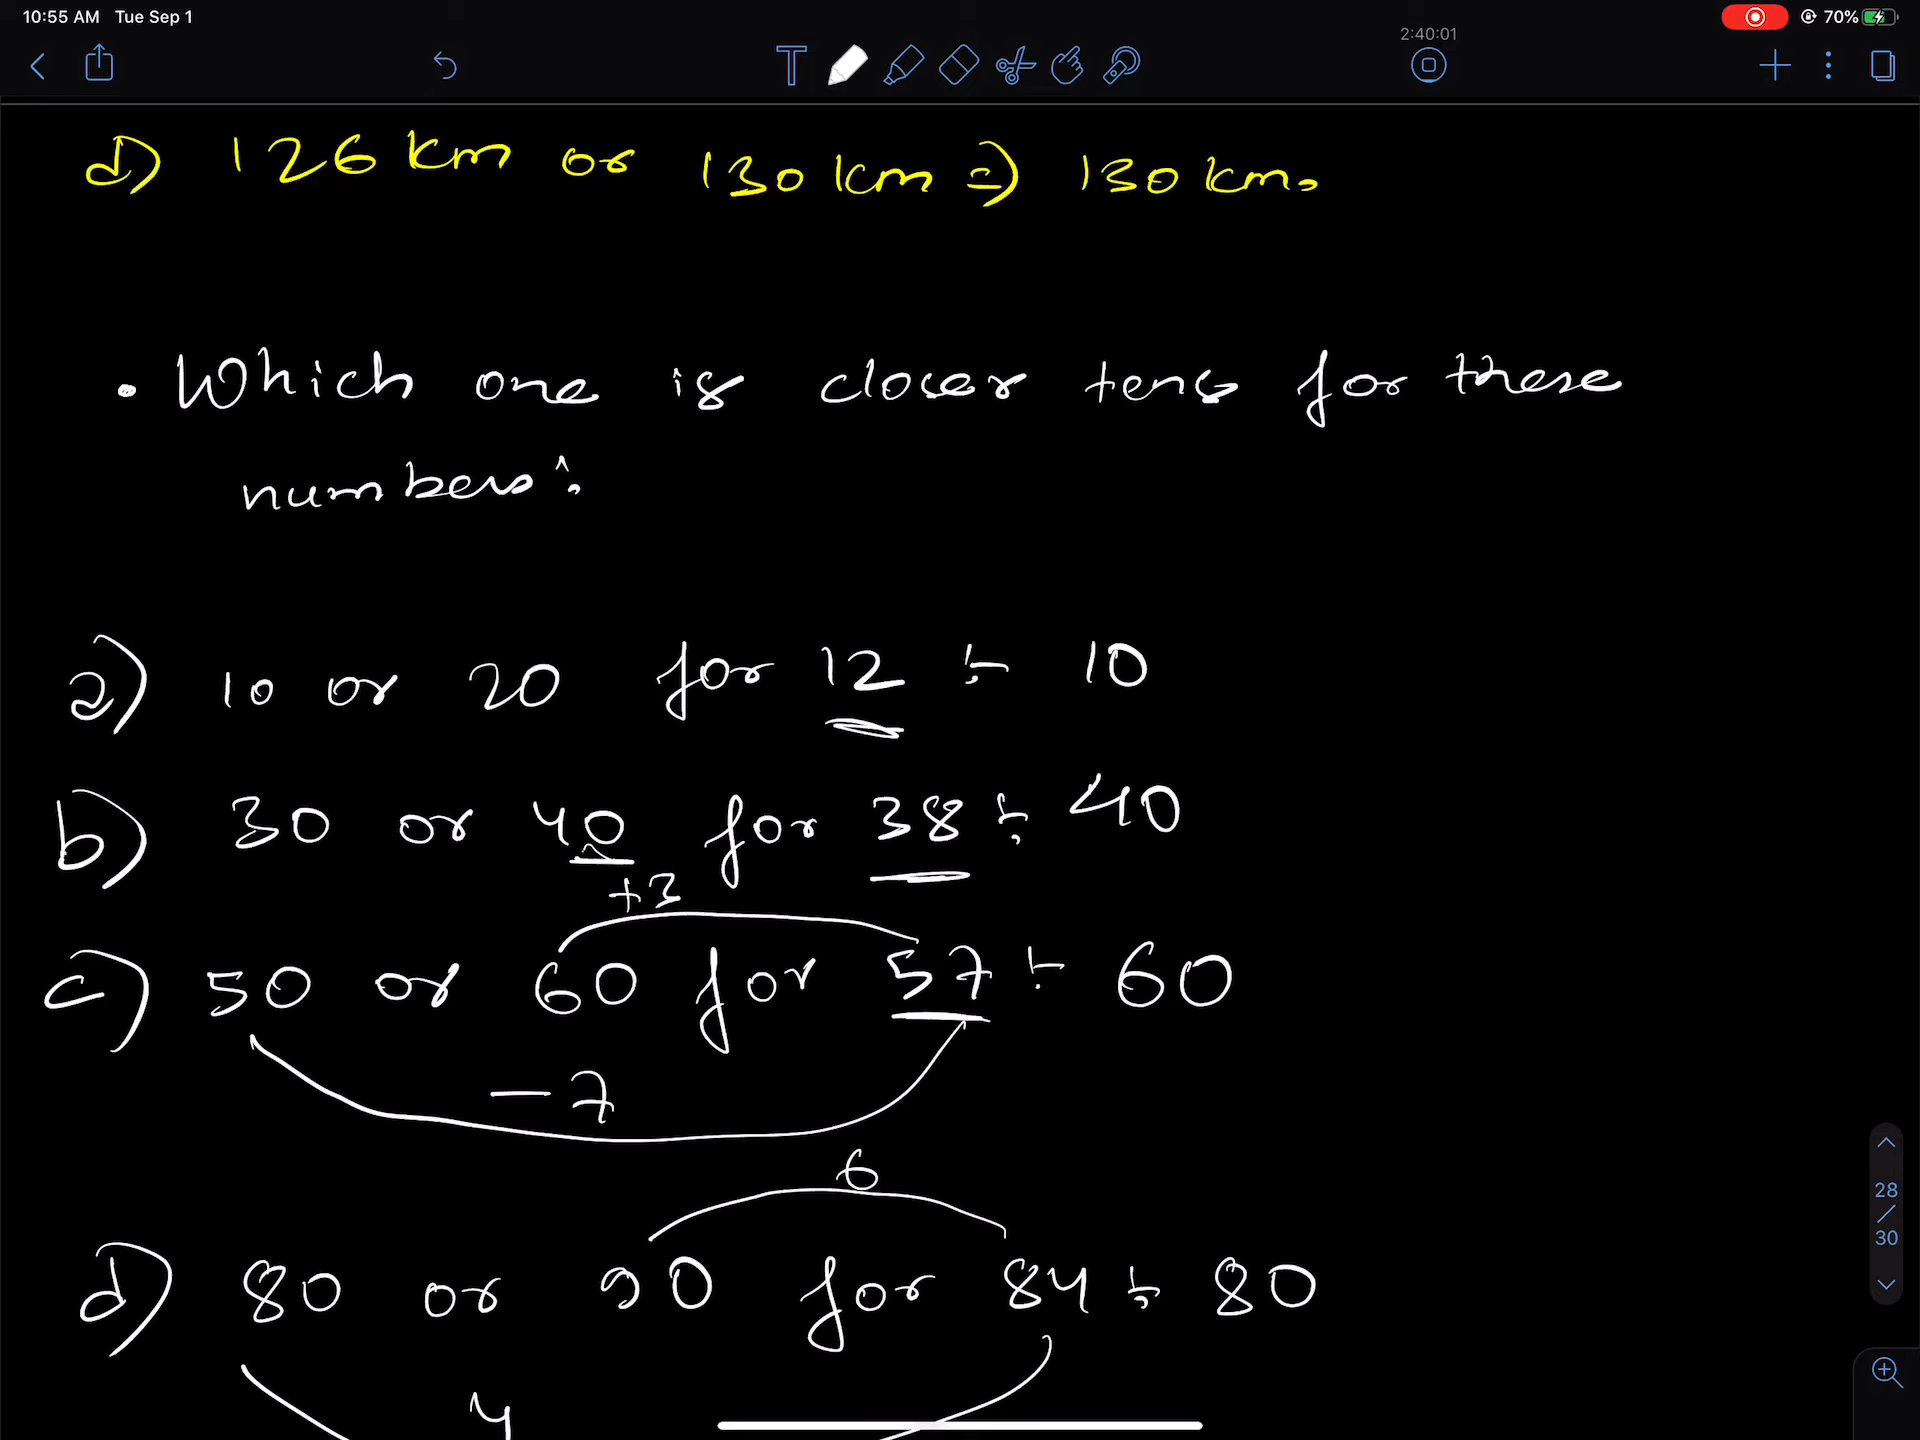 10:55 AM Tue Sep 1
70%
2:40:01
T
d) 126 km or 130 km => 130 km.
• Which one is closer tens for these
numbers:
a) 10 or 20 for 12 :- 10
b) 30 or 40 for 38 :- 40
+3
c) 50 or 60 for 57 :- 60
-7
6
28
/
30
d) 80 or 90 for 84 :- 80
4